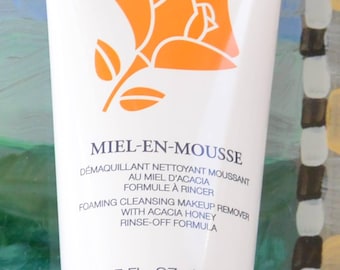 MIEL-EN-MOUSSE
DÉMAQUILLANT NETTOYANT MOUSSANT
AU MIEL D'ACACIA
FORMULE À RINCER
FOAMING CLEANSING MAKEUP REMOVER
WITH ACACIA HONEY
RINSE-OFF FORMULA